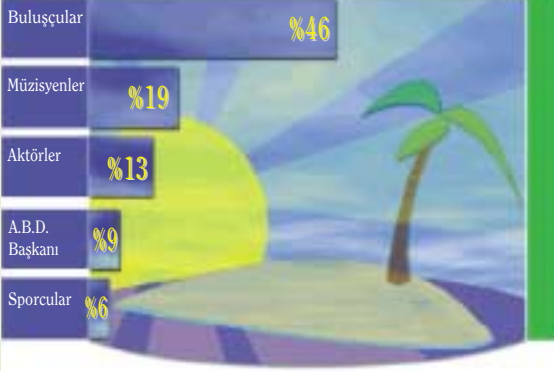 Buluşçular %46
Müzisyenler %19
Aktörler %13
A.B.D.
Başkanı %9
Sporcular %6